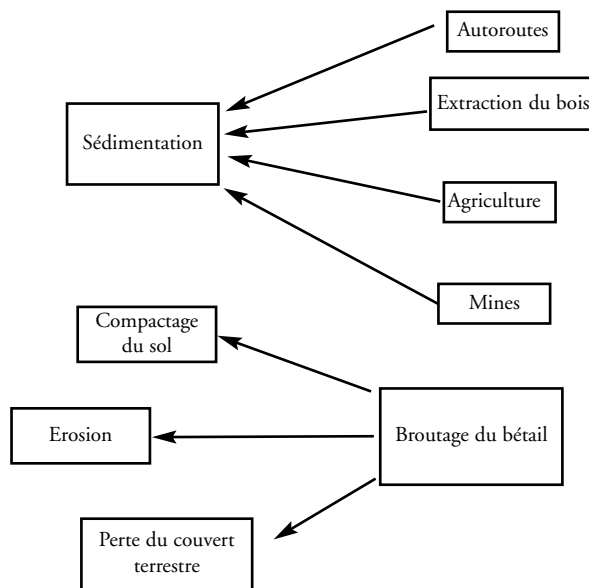 Autoroutes
Extraction du bois
Sédimentation
Agriculture
Mines
Compactage
du sol
Erosion
Broutage du bétail
Perte du couvert
terrestre